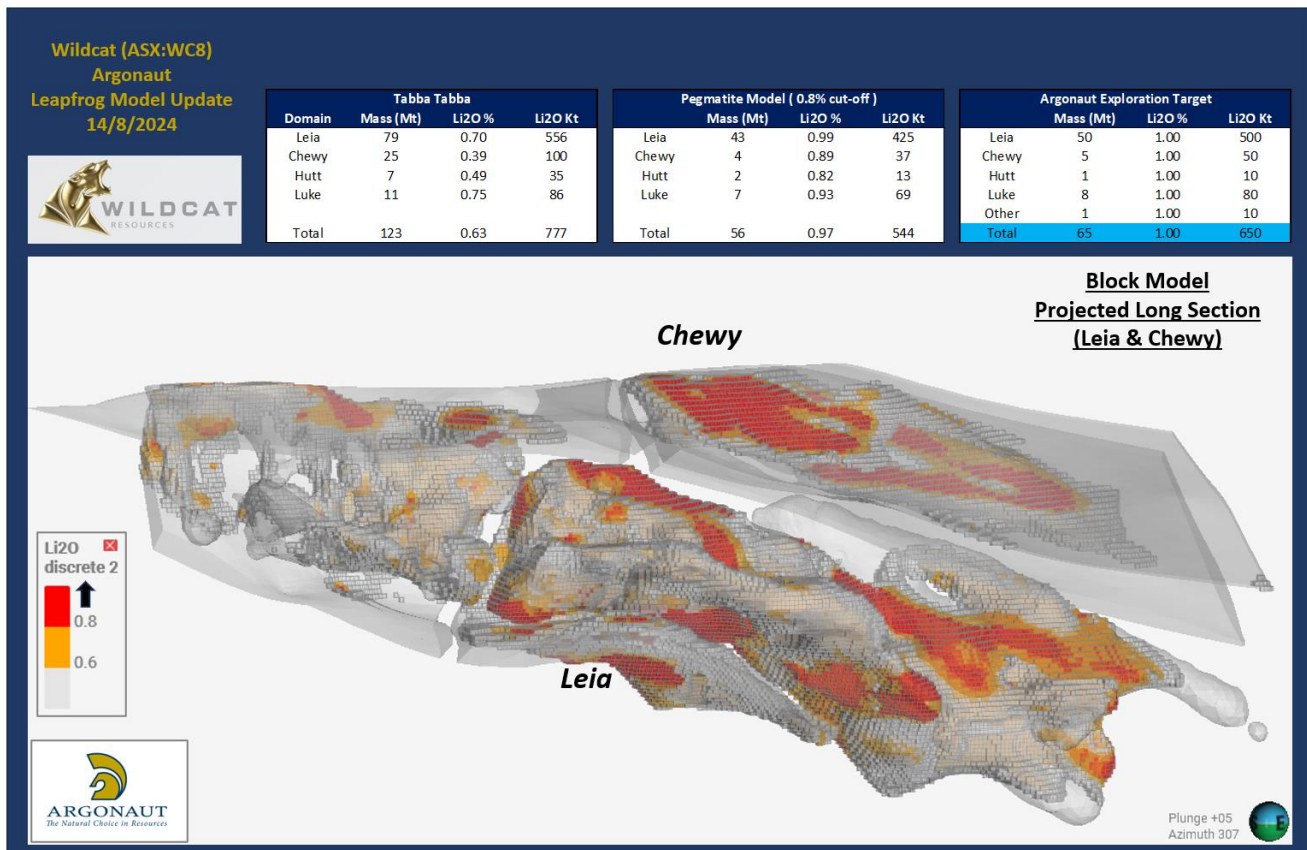 Wildcat (ASX:WC8)
Argonaut
Leapfrog Model Update
14/8/2024
WILDCAT
RESOURCES
Tabba Tabba
Domain Mass (Mt) Li2O % Li2O Kt
Leia 79 0.70 556
Chewy 25 0.39 100
Hutt 7 0.49 35
Luke 11 0.75 86
Total 123 0.63 777
Pegmatite Model ( 0.8% cut-off )
Mass (Mt) Li2O % Li2O Kt
Leia 43 0.99 425
Chewy 4 0.89 37
Hutt 2 0.82 13
Luke 7 0.93 69
Total 56 0.97 544
Argonaut Exploration Target
Mass (Mt) Li2O % Li2O Kt
Leia 50 1.00 500
Chewy 5 1.00 50
Hutt 1 1.00 10
Luke 8 1.00 80
Other 1 1.00 10
Total 65 1.00 650
Block Model
Projected Long Section
(Leia & Chewy)
Chewy
Leia
Li2O
discrete 2
0.8
0.6
ARGONAUT
The Natural Choice in Resources
Plunge +05
Azimuth 307
E